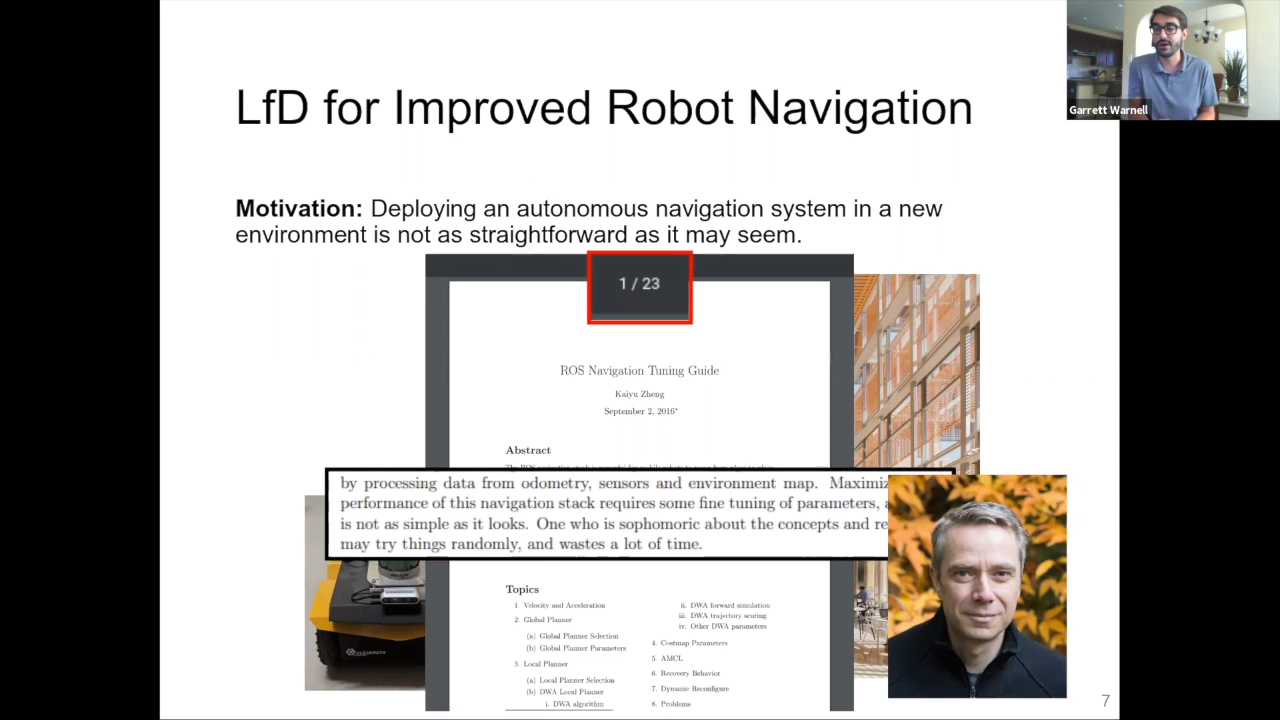 LfD for Improved Robot Navigation
Garrett Warnell
Motivation: Deploying an autonomous navigation system in a new
environment is not as straightforward as it may seem.
1 / 23
ROS Navigation Tuning Guide
Kaiyu Zheng
September 2, 2016*
Abstract
by processing data from odometry, sensors and environment map. Maximiz
performance of this navigation stack requires some fine tuning of parameters,
is not as simple as it looks. One who is sophomoric about the concepts and re
may try things randomly, and wastes a lot of time.
Topics
1. Velocity and Acceleration
2. Global Planner
(a) Global Planner Selection
(b) Global Planner Parameters
3. Local Planner
(a) Local Planner Selection
(b) DWA Local Planner
i. DWA algorithm
ii. DWA forward simulation
iii. DWA trajectory scoring
iv. Other DWA parameters
4. Costmap Parameters
5. AMCL
6. Recovery Behavior
7. Dynamic Reconfigure
8. Problems
CLEARPATH
7